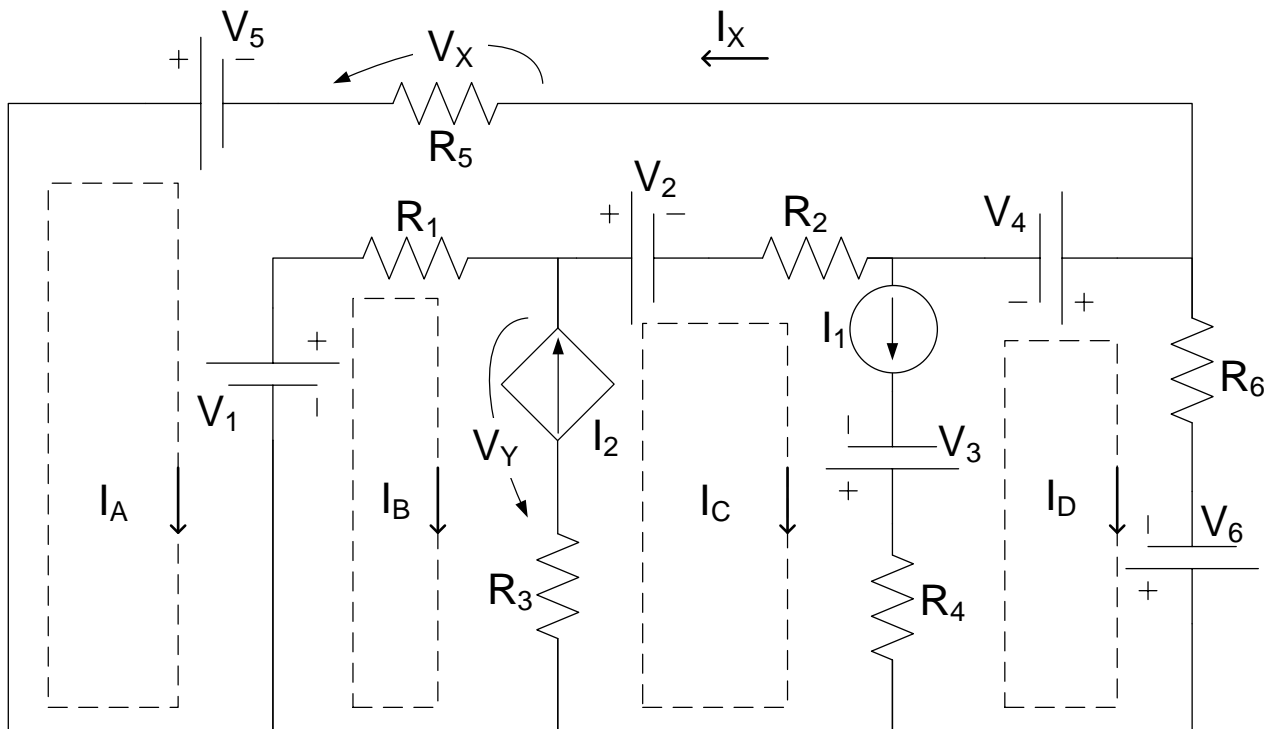 V5
+ −
VX
IX
R5
V2
+ −
R1
R2
V4
− +
I1
V1
+
−
R6
VY
I2
V3
−
+
IA
IB
IC
ID
V6
−
+
R3
R4